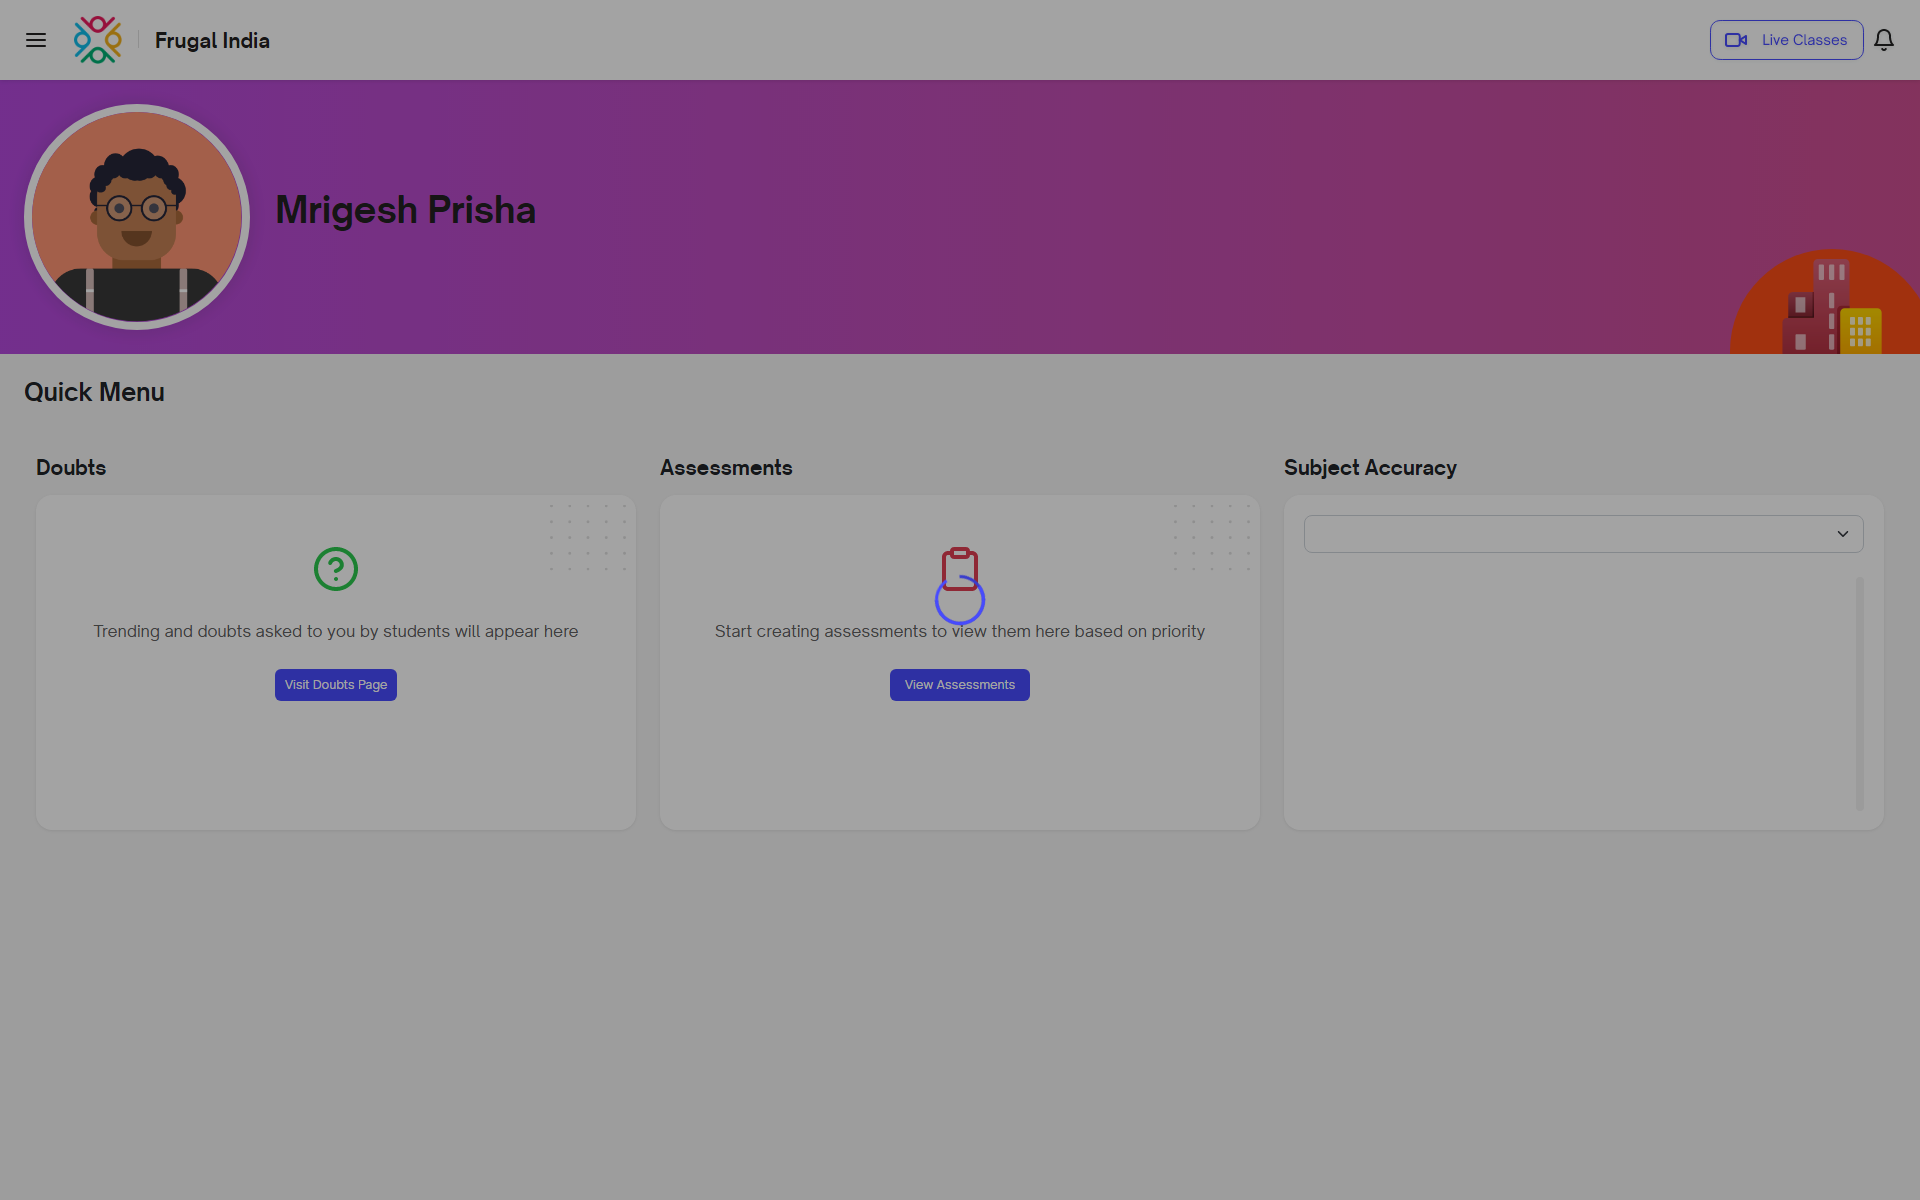 Frugal India
Live Classes
Mrigesh Prisha
Quick Menu
Doubts
Assessments
Subject Accuracy
Trending and doubts asked to you by students will appear here
Start creating assessments to view them here based on priority
Visit Doubts Page
View Assessments